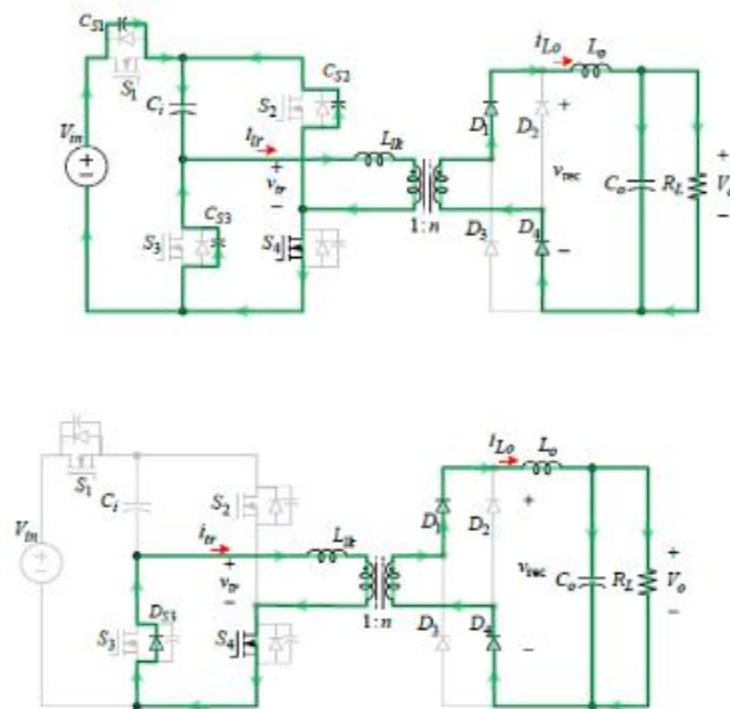 C_S1
S_1
C_i
S_2
C_S2
V_in
i_tr
L_lk
+
v_tr
−
C_S3
S_3
S_4
1:n
i_Lo
L_o
D_1
D_2
D_3
D_4
+
v_rec
−
C_o
R_L
+
V_o
−
S_1
C_i
S_2
V_in
i_tr
L_lk
+
v_tr
−
D_S3
S_3
S_4
1:n
i_Lo
L_o
D_1
D_2
D_3
D_4
+
v_rec
−
C_o
R_L
+
V_o
−